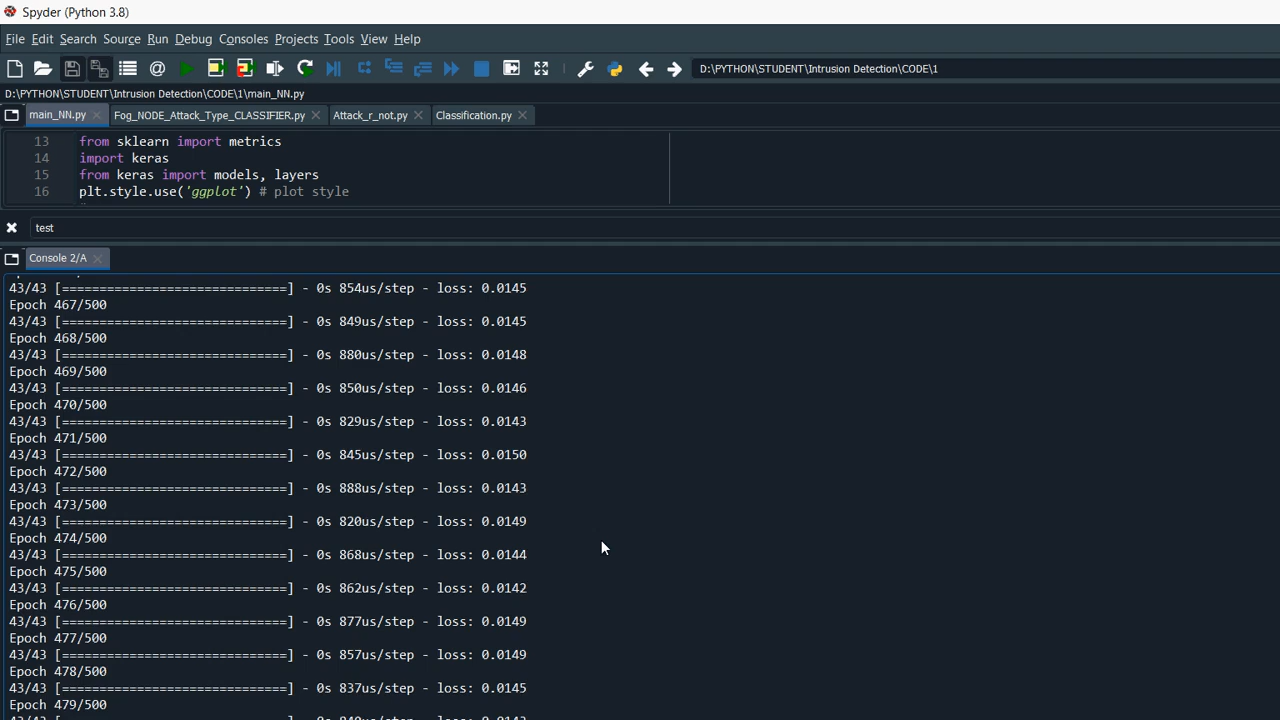 Spyder (Python 3.8)
File Edit Search Source Run Debug Consoles Projects Tools View Help
D:\PYTHON\STUDENT\Intrusion Detection\CODE\1
D:\PYTHON\STUDENT\Intrusion Detection\CODE\1\main_NN.py
main_NN.py Fog_NODE_Attack_Type_CLASSIFIER.py Attack_r_not.py Classification.py
13 from sklearn import metrics
14 import keras
15 from keras import models, layers
16 plt.style.use('ggplot') # plot style
test
Console 2/A
43/43 [==============================] - 0s 854us/step - loss: 0.0145
Epoch 467/500
43/43 [==============================] - 0s 849us/step - loss: 0.0145
Epoch 468/500
43/43 [==============================] - 0s 880us/step - loss: 0.0148
Epoch 469/500
43/43 [==============================] - 0s 850us/step - loss: 0.0146
Epoch 470/500
43/43 [==============================] - 0s 829us/step - loss: 0.0143
Epoch 471/500
43/43 [==============================] - 0s 845us/step - loss: 0.0150
Epoch 472/500
43/43 [==============================] - 0s 888us/step - loss: 0.0143
Epoch 473/500
43/43 [==============================] - 0s 820us/step - loss: 0.0149
Epoch 474/500
43/43 [==============================] - 0s 868us/step - loss: 0.0144
Epoch 475/500
43/43 [==============================] - 0s 862us/step - loss: 0.0142
Epoch 476/500
43/43 [==============================] - 0s 877us/step - loss: 0.0149
Epoch 477/500
43/43 [==============================] - 0s 857us/step - loss: 0.0149
Epoch 478/500
43/43 [==============================] - 0s 837us/step - loss: 0.0145
Epoch 479/500